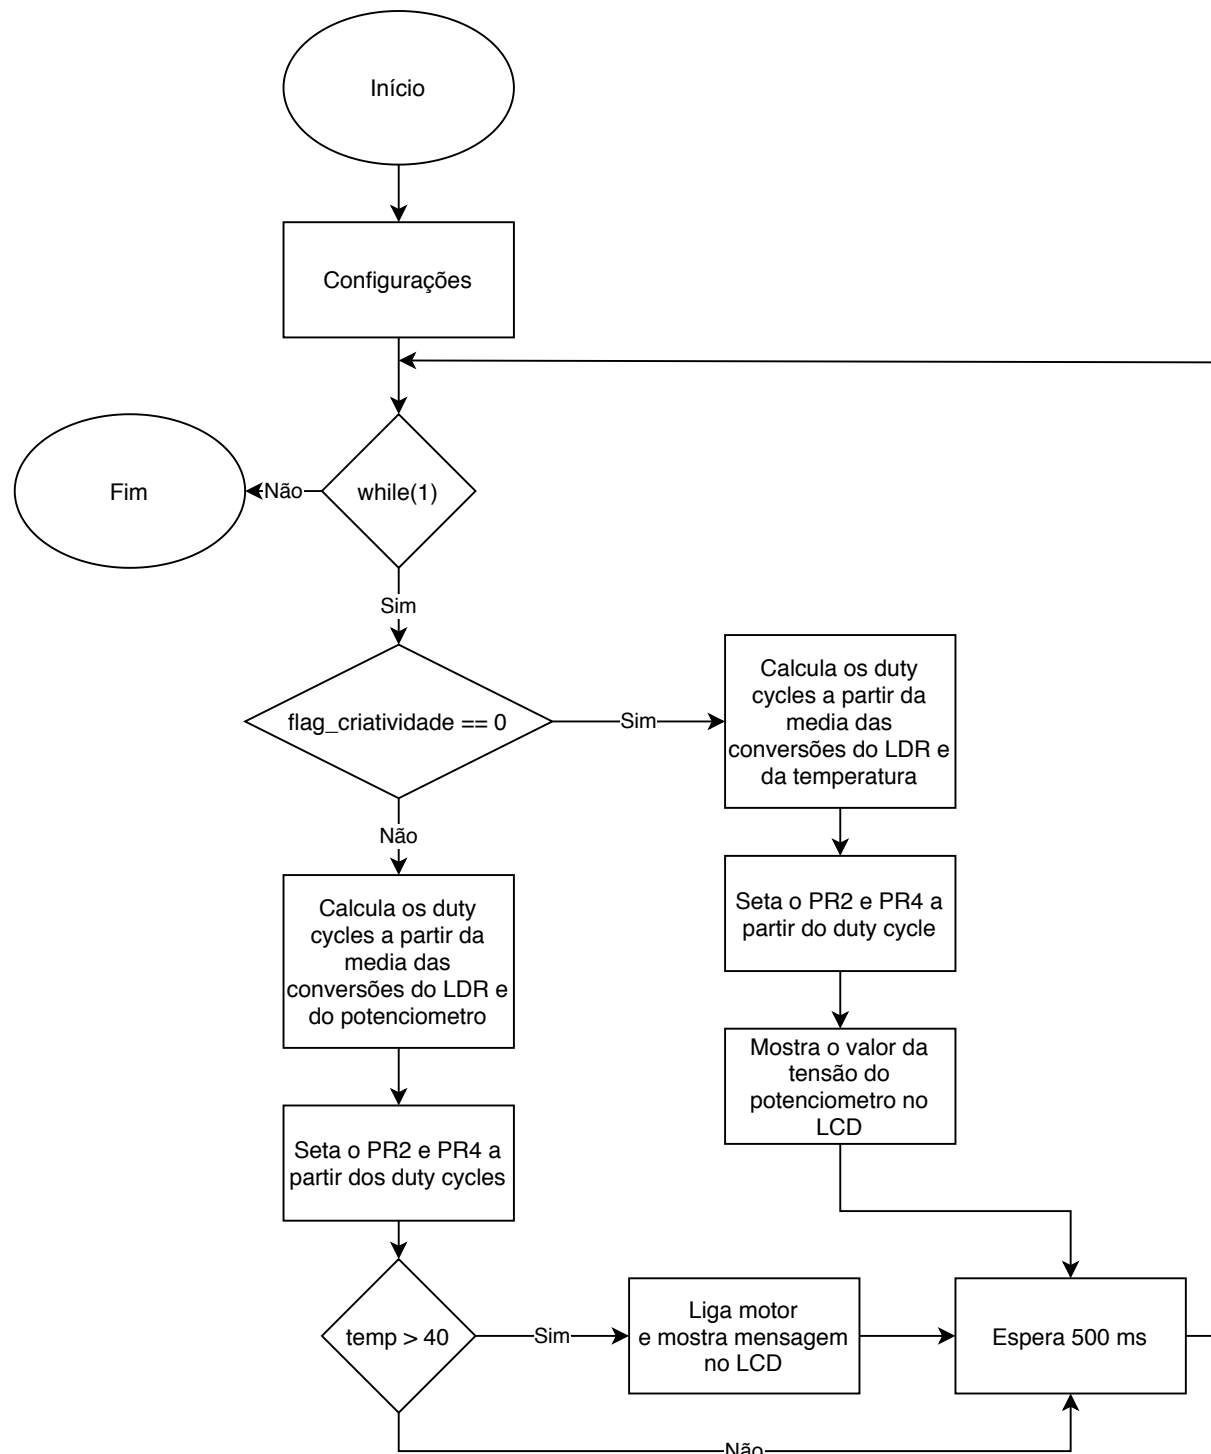 Início
Configurações
while(1)
Não
Fim
Sim
flag_criatividade == 0
Sim
Calcula os duty
cycles a partir da
media das
conversões do LDR e
da temperatura
Não
Seta o PR2 e PR4 a
partir do duty cycle
Calcula os duty
cycles a partir da
media das
conversões do LDR e
do potenciometro
Mostra o valor da
tensão do
potenciometro no
LCD
Seta o PR2 e PR4 a
partir dos duty cycles
temp > 40
Sim
Liga motor
e mostra mensagem
no LCD
Espera 500 ms
Não